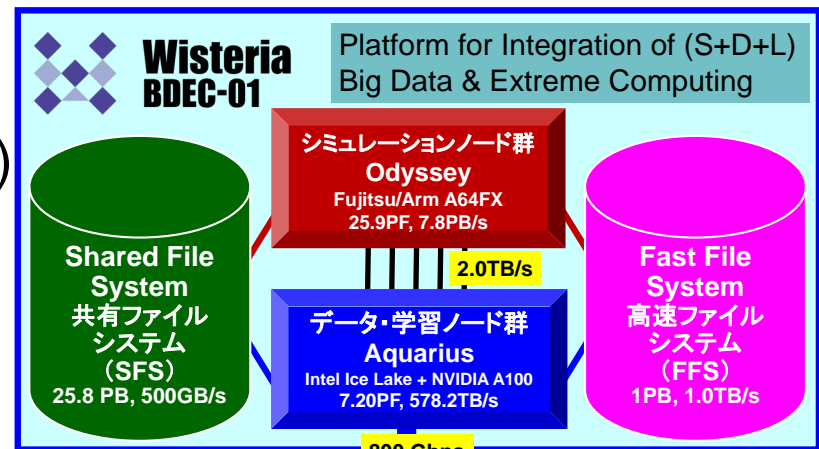 Wisteria
BDEC-01
Platform for Integration of (S+D+L)
Big Data & Extreme Computing
シミュレーションノード群
Odyssey
Fujitsu/Arm A64FX
25.9PF, 7.8PB/s
2.0TB/s
Shared File
System
共有ファイル
システム
(SFS)
25.8 PB, 500GB/s
データ・学習ノード群
Aquarius
Intel Ice Lake + NVIDIA A100
7.20PF, 578.2TB/s
Fast File
System
高速ファイル
システム
(FFS)
1PB, 1.0TB/s
800 Gbps